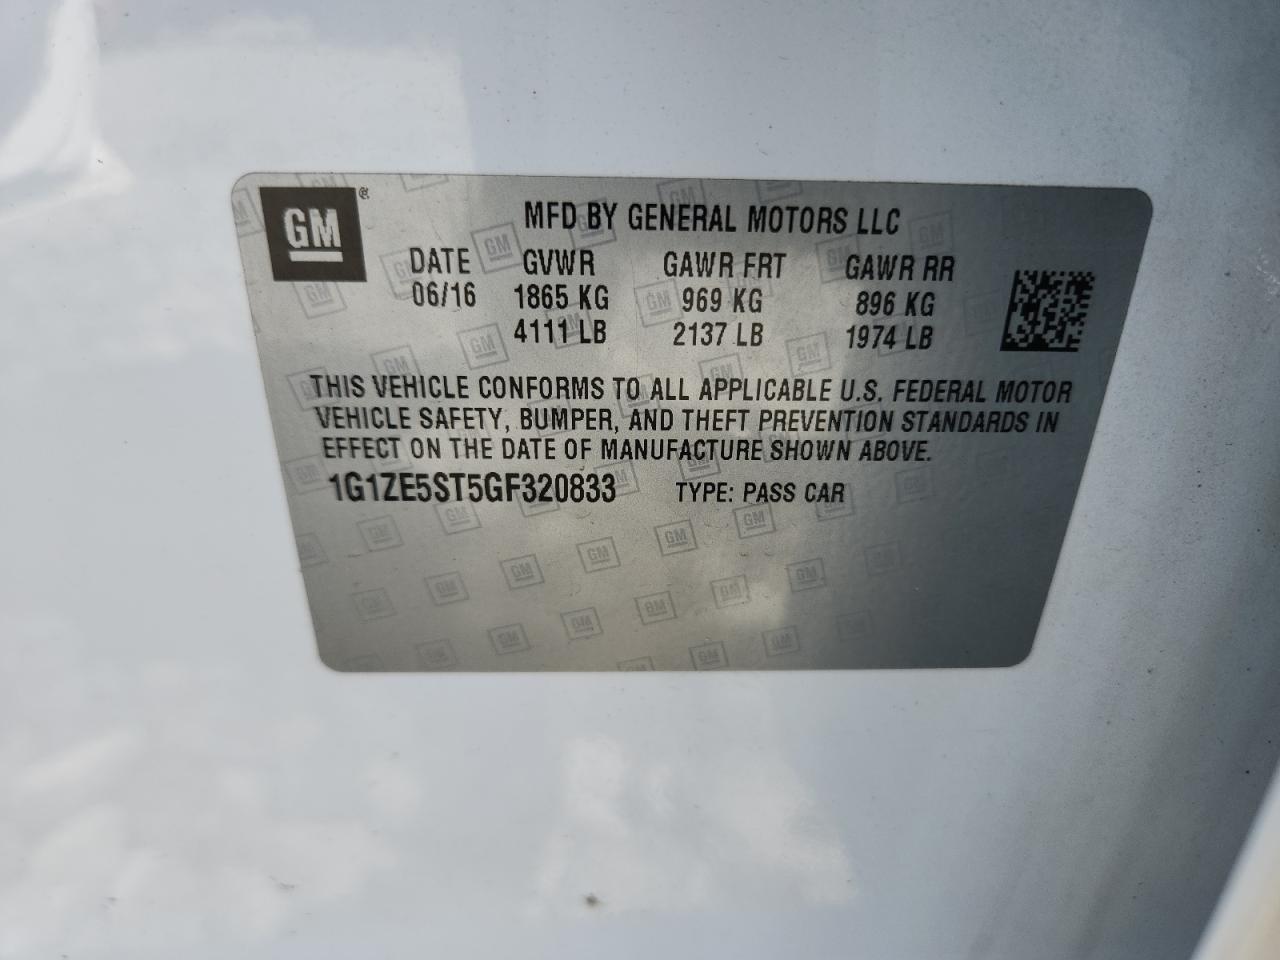 GM®
MFD BY GENERAL MOTORS LLC
DATE GVWR GAWR FRT GAWR RR
06/16 1865 KG 969 KG 896 KG
4111 LB 2137 LB 1974 LB
THIS VEHICLE CONFORMS TO ALL APPLICABLE U.S. FEDERAL MOTOR
VEHICLE SAFETY, BUMPER, AND THEFT PREVENTION STANDARDS IN
EFFECT ON THE DATE OF MANUFACTURE SHOWN ABOVE.
1G1ZE5ST5GF320833 TYPE: PASS CAR